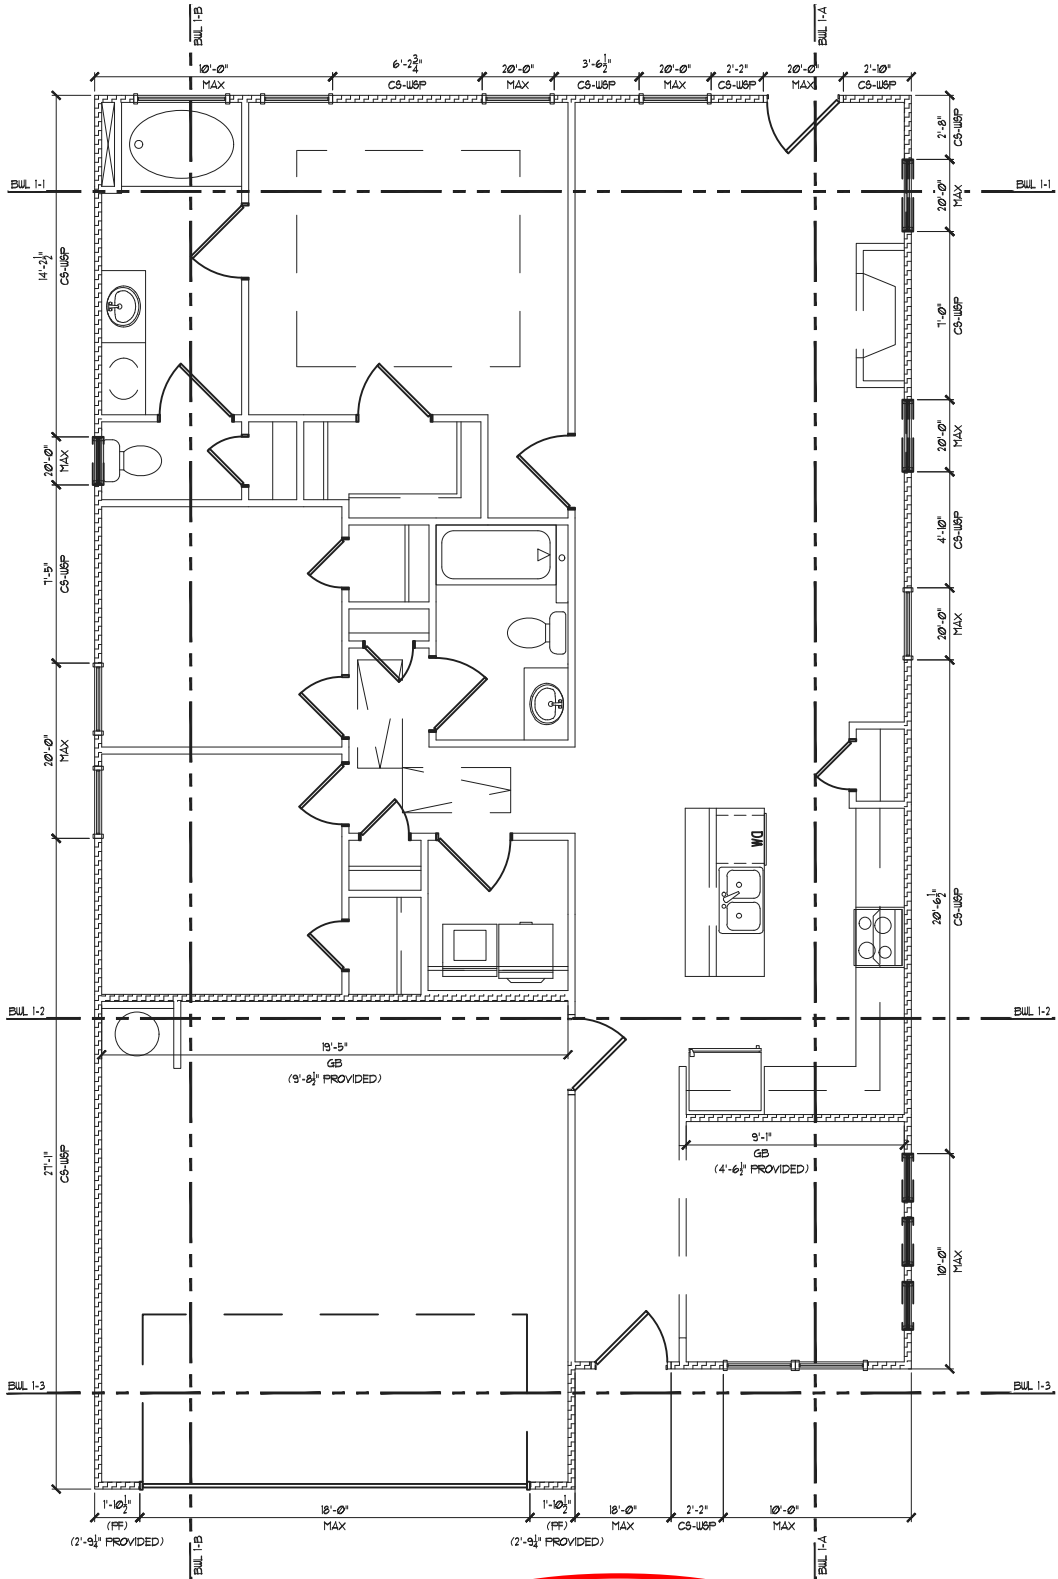 BWL 1-B
BWL 1-A
10'-0"
MAX
6'-2 3/4"
CS-WSP
20'-0"
MAX
3'-6 1/2"
CS-WSP
20'-0"
MAX
2'-2"
CS-WSP
20'-0"
MAX
2'-10"
CS-WSP
2'-8"
CS-WSP
BWL 1-1
BWL 1-1
20'-0"
MAX
14'-2 1/2"
CS-WSP
7'-0"
CS-WSP
20'-0"
MAX
20'-0"
MAX
4'-10"
CS-WSP
7'-5"
CS-WSP
20'-0"
MAX
20'-0"
MAX
DW
20'-6 1/2"
CS-WSP
BWL 1-2
BWL 1-2
19'-5"
GB
(9'-8 1/2" PROVIDED)
9'-1"
GB
(4'-6 1/2" PROVIDED)
27'-1"
CS-WSP
10'-0"
MAX
BWL 1-3
BWL 1-3
1'-10 1/2"
(PF)
(2'-9 1/4" PROVIDED)
18'-0"
MAX
1'-10 1/2"
(PF)
(2'-9 1/4" PROVIDED)
18'-0"
MAX
2'-2"
CS-WSP
10'-0"
MAX
BWL 1-B
BWL 1-A